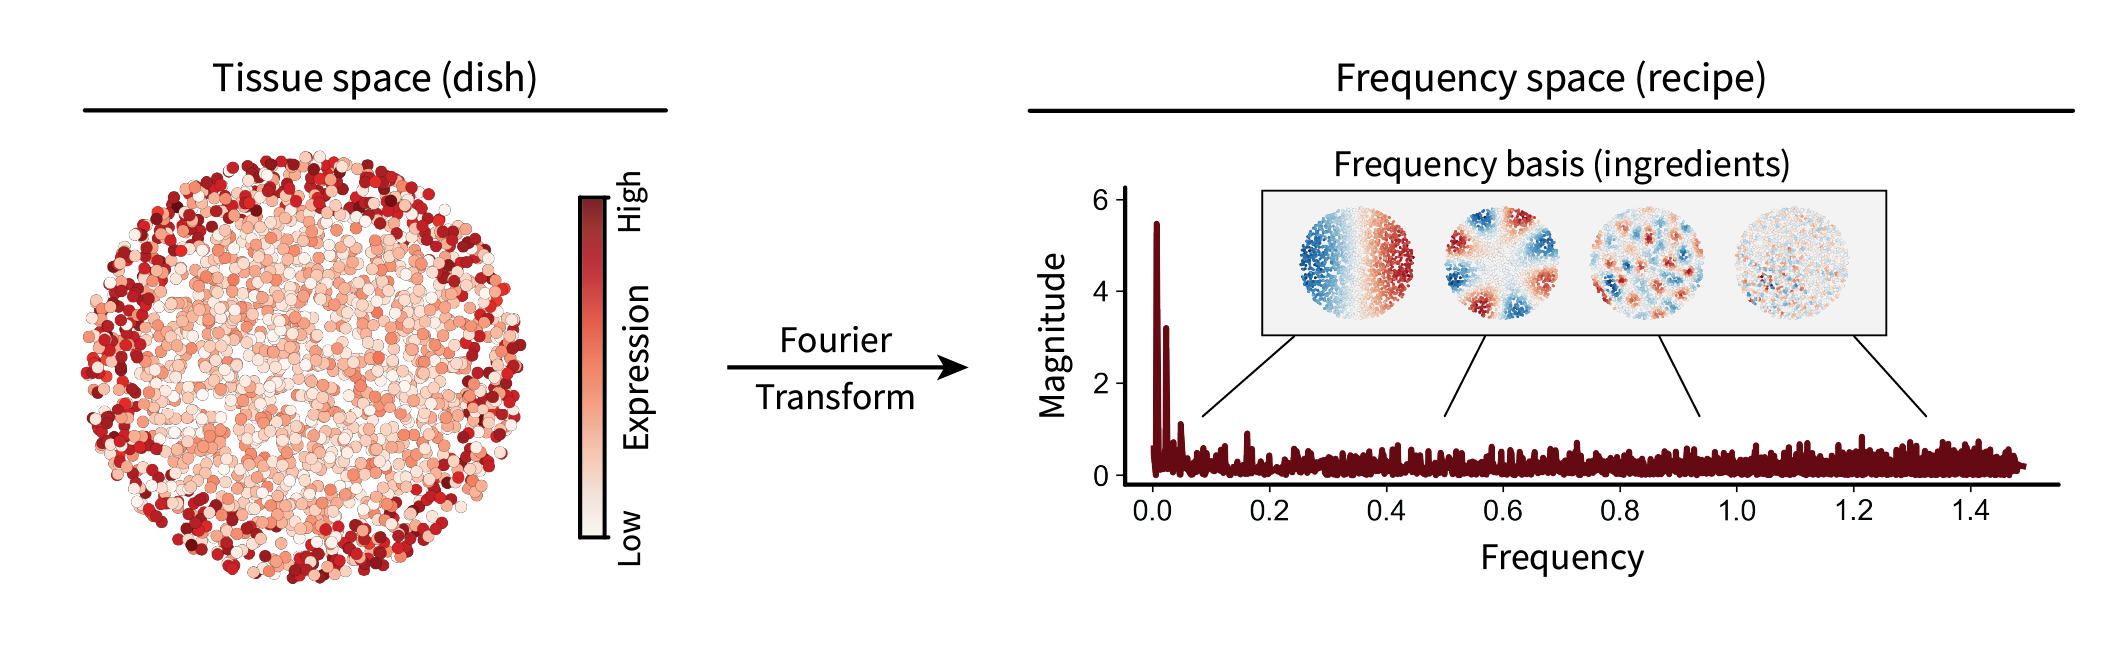 Tissue space (dish)
High
Expression
Low
Fourier
Transform
Frequency space (recipe)
Frequency basis (ingredients)
Magnitude
6
4
2
0
0.0 0.2 0.4 0.6 0.8 1.0 1.2 1.4
Frequency